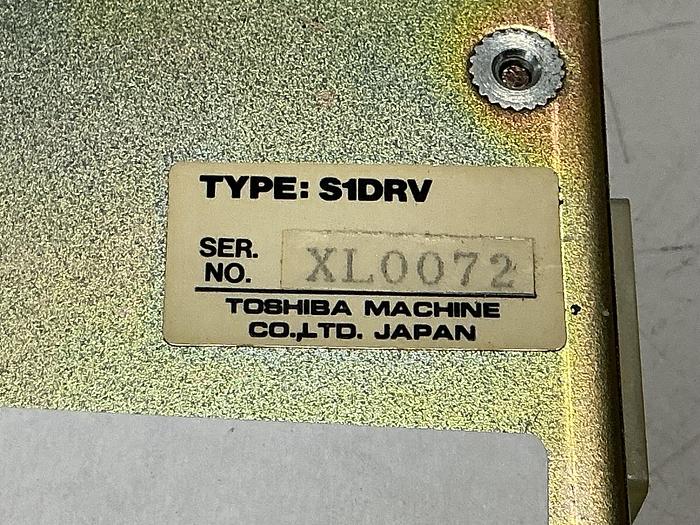 TYPE: S1DRV
SER. NO. XL0072
TOSHIBA MACHINE
CO.,LTD. JAPAN